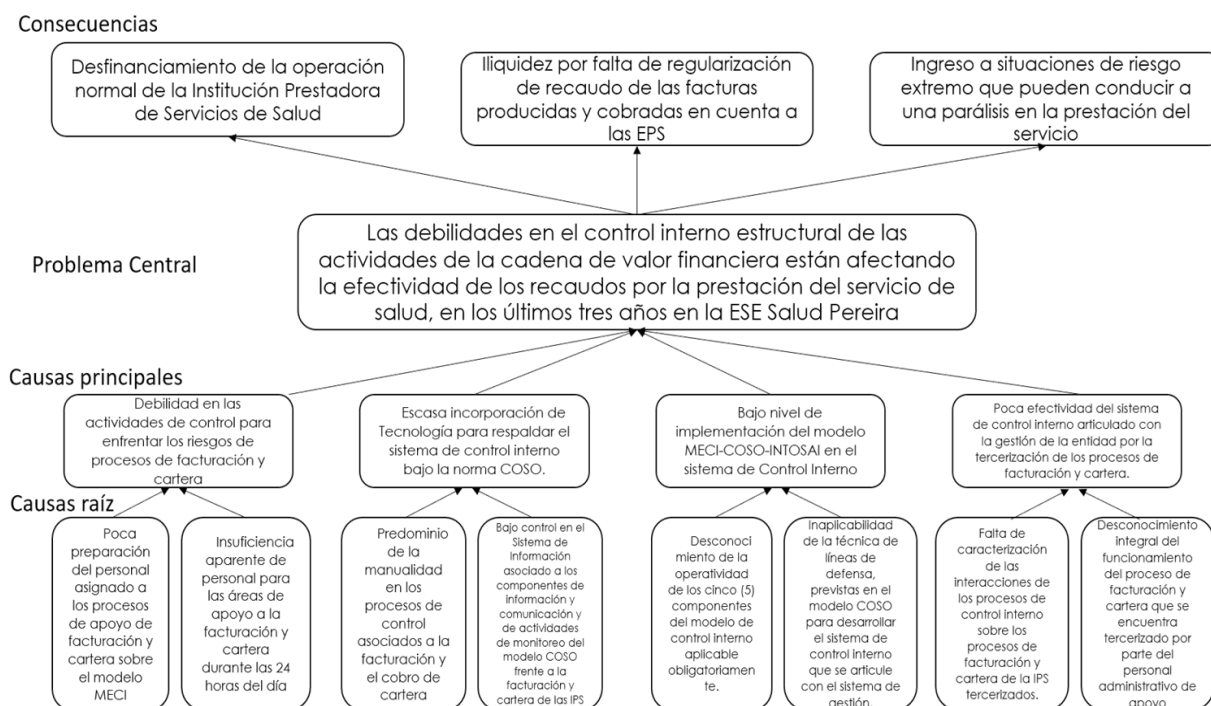 Consecuencias
Desfinanciamiento de la operación
normal de la Institución Prestadora
de Servicios de Salud
Iliquidez por falta de regularización
de recaudo de las facturas
producidas y cobradas en cuenta a
las EPS
Ingreso a situaciones de riesgo
extremo que pueden conducir a
una parálisis en la prestación del
servicio
Problema Central
Las debilidades en el control interno estructural de las
actividades de la cadena de valor financiera están afectando
la efectividad de los recaudos por la prestación del servicio de
salud, en los últimos tres años en la ESE Salud Pereira
Causas principales
Debilidad en las
actividades de control para
enfrentar los riesgos de
procesos de facturación y
cartera
Escasa incorporación de
Tecnología para respaldar el
sistema de control interno
bajo la norma COSO.
Bajo nivel de
implementación del modelo
MECI-COSO-INTOSAI en el
sistema de Control Interno
Poca efectividad del sistema
de control interno articulado con
la gestión de la entidad por la
tercerización de los procesos de
facturación y cartera.
Causas raíz
Poca
preparación
del personal
asignado a
los procesos
de apoyo de
facturación y
cartera sobre
el modelo
MECI
Insuficiencia
aparente de
personal para
las áreas de
apoyo a la
facturación y
cartera
durante las 24
horas del día
Predominio
de la
manualidad
en los
procesos de
control
asociados a la
facturación y
el cobro de
cartera
Bajo control en el
Sistema de
Información
asociado a los
componentes de
información y
comunicación y
de actividades
de monitoreo del
modelo COSO
frente a la
facturación y
cartera de las IPS
Desconoci
miento de la
operatividad
de los cinco (5)
componentes
del modelo de
control interno
aplicable
obligatoriame
nte.
Inaplicabilidad
de la técnica de
líneas de
defensa,
previstas en el
modelo COSO
para desarrollar
el sistema de
control interno
que se articule
con el sistema de
gestión.
Falta de
caracterización
de las
interacciones de
los procesos de
control interno
sobre los
procesos de
facturación y
cartera de la IPS
tercerizados.
Desconocimiento
integral del
funcionamiento
del proceso de
facturación y
cartera que se
encuentra
tercerizado por
parte del
personal
administrativo de
apoyo